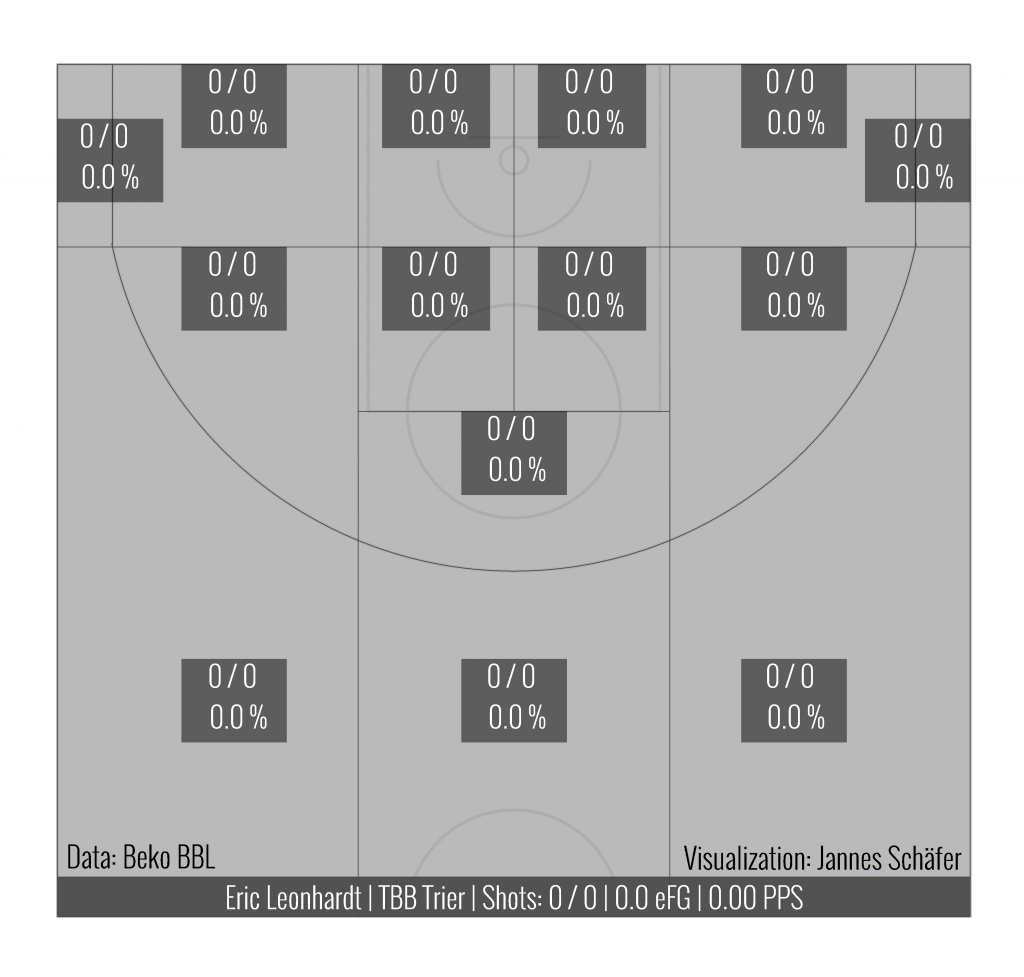 0 / 0 0 / 0 0 / 0 0 / 0
0.0 % 0.0 % 0.0 % 0.0 %
0 / 0 0 / 0
0.0 % 0.0 %
0 / 0 0 / 0 0 / 0 0 / 0
0.0 % 0.0 % 0.0 % 0.0 %
0 / 0
0.0 %
0 / 0 0 / 0 0 / 0
0.0 % 0.0 % 0.0 %
Data: Beko BBL Visualization: Jannes Schäfer
Eric Leonhardt | TBB Trier | Shots: 0 / 0 | 0.0 eFG | 0.00 PPS